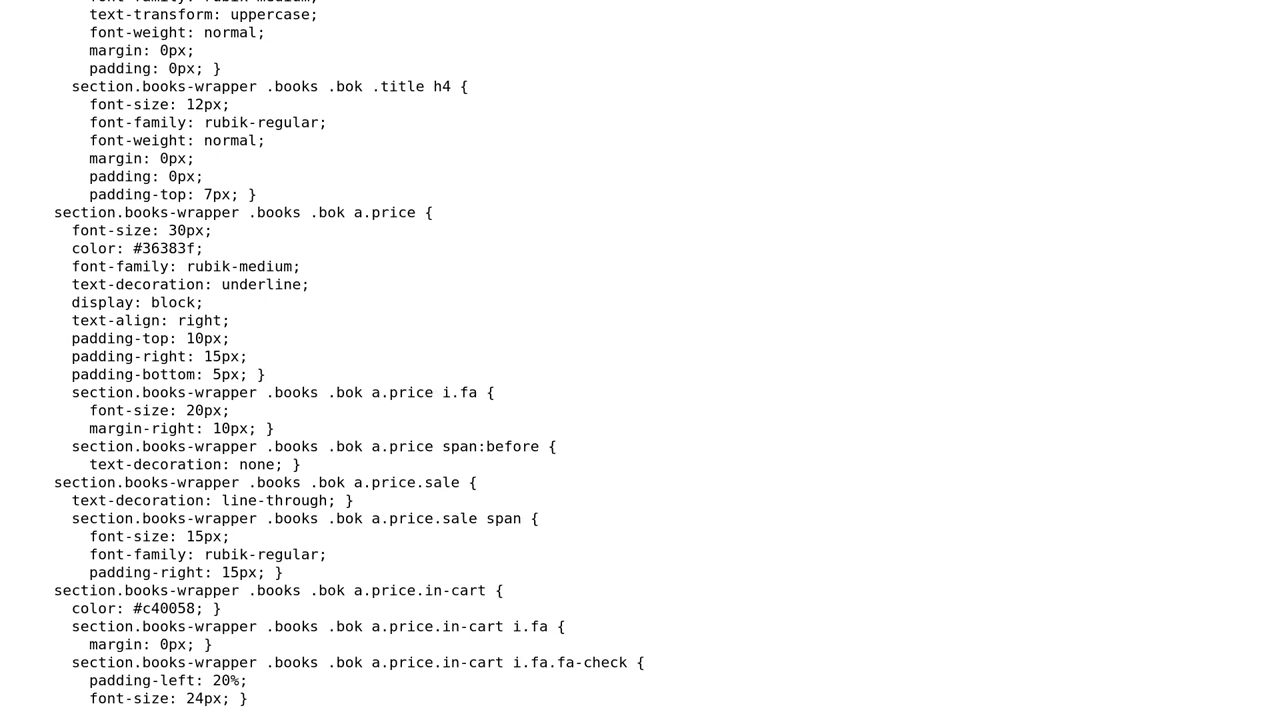 text-transform: uppercase;
font-weight: normal;
margin: 0px;
padding: 0px; }
section.books-wrapper .books .bok .title h4 {
font-size: 12px;
font-family: rubik-regular;
font-weight: normal;
margin: 0px;
padding: 0px;
padding-top: 7px; }
section.books-wrapper .books .bok a.price {
font-size: 30px;
color: #36383f;
font-family: rubik-medium;
text-decoration: underline;
display: block;
text-align: right;
padding-top: 10px;
padding-right: 15px;
padding-bottom: 5px; }
section.books-wrapper .books .bok a.price i.fa {
font-size: 20px;
margin-right: 10px; }
section.books-wrapper .books .bok a.price span:before {
text-decoration: none; }
section.books-wrapper .books .bok a.price.sale {
text-decoration: line-through; }
section.books-wrapper .books .bok a.price.sale span {
font-size: 15px;
font-family: rubik-regular;
padding-right: 15px; }
section.books-wrapper .books .bok a.price.in-cart {
color: #c40058; }
section.books-wrapper .books .bok a.price.in-cart i.fa {
margin: 0px; }
section.books-wrapper .books .bok a.price.in-cart i.fa.fa-check {
padding-left: 20%;
font-size: 24px; }